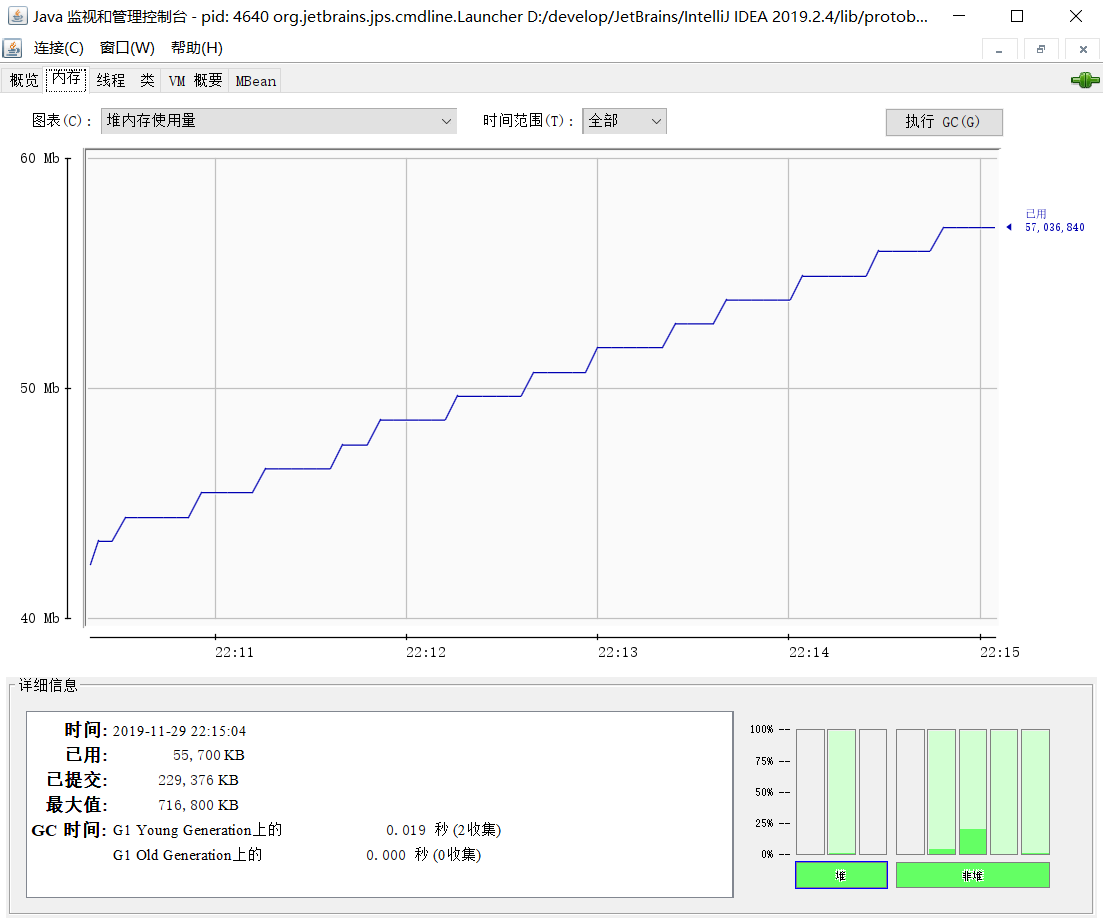 Java 监视和管理控制台 - pid: 4640 org.jetbrains.jps.cmdline.Launcher D:/develop/JetBrains/IntelliJ IDEA 2019.2.4/lib/protob...
连接(C) 窗口(W) 帮助(H)
概览 内存 线程 类 VM 概要 MBean
图表(C): 堆内存使用量 时间范围(T): 全部 执行 GC(G)
60 Mb
已用
57,036,840
50 Mb
40 Mb
22:11 22:12 22:13 22:14 22:15
详细信息
时间: 2019-11-29 22:15:04
已用: 55,700 KB
已提交: 229,376 KB
最大值: 716,800 KB
GC 时间: G1 Young Generation上的 0.019 秒 (2收集)
G1 Old Generation上的 0.000 秒 (0收集)
100% --
75% --
50% --
25% --
0% --
堆 非堆